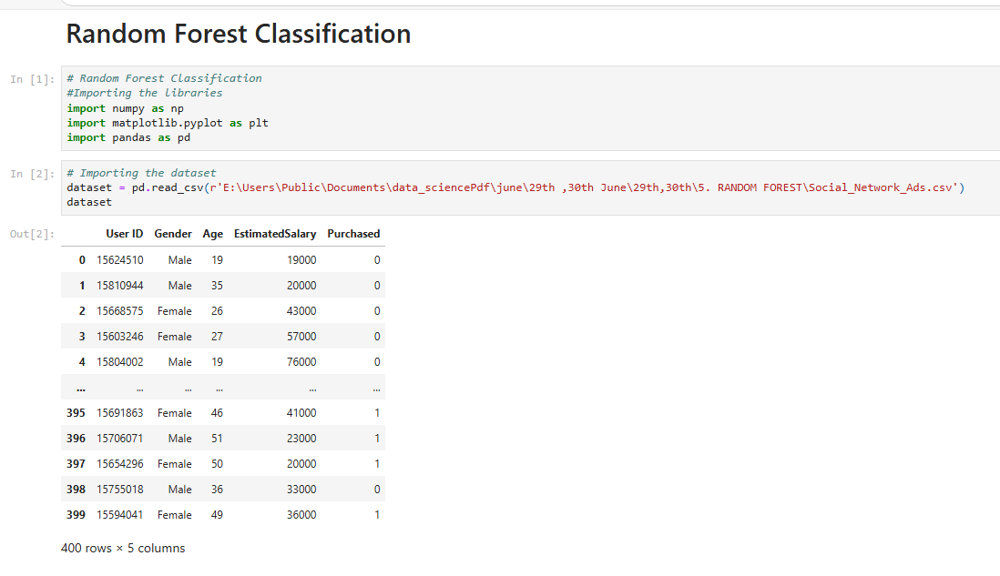 Random Forest Classification
In [1]:
# Random Forest Classification
#Importing the libraries
import numpy as np
import matplotlib.pyplot as plt
import pandas as pd
In [2]:
# Importing the dataset
dataset = pd.read_csv(r'E:\Users\Public\Documents\data_sciencePdf\june\29th ,30th June\29th,30th\5. RANDOM FOREST\Social_Network_Ads.csv')
dataset
Out[2]:
User ID Gender Age EstimatedSalary Purchased
0 15624510 Male 19 19000 0
1 15810944 Male 35 20000 0
2 15668575 Female 26 43000 0
3 15603246 Female 27 57000 0
4 15804002 Male 19 76000 0
... ... ... ... ... ...
395 15691863 Female 46 41000 1
396 15706071 Male 51 23000 1
397 15654296 Female 50 20000 1
398 15755018 Male 36 33000 0
399 15594041 Female 49 36000 1
400 rows × 5 columns